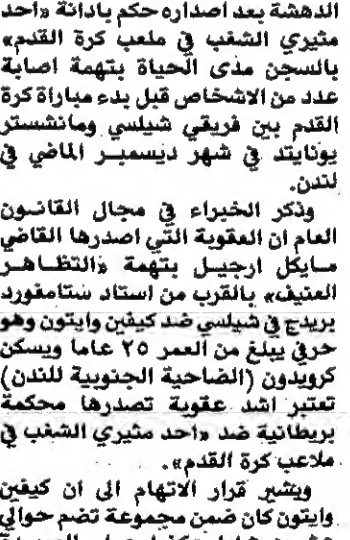 الدهشة بعد اصداره حكم بادانة «احد
مثيري الشغب في ملعب كرة القدم»
بالسجن مدى الحياة بتهمة اصابة
عدد من الاشخاص قبل بدء مباراة كرة
القدم بين فريقي شيلسي ومانشستر
يونايتد في شهر ديسمبر الماضي في
لندن.
وذكر الخبراء في مجال القانون
العام ان العقوبة التي اصدرها القاضي
مايكل ارجيل بتهمة «التظاهر
العنيف» بالقرب من استاد ستامفورد
بريدج في شيلسي ضد كيفين وايتون وهو
حرفي يبلغ من العمر ٢٥ عاما ويسكن
كرويدون (الضاحية الجنوبية للندن)
تعتبر اشد عقوبة تصدرها محكمة
بريطانية ضد «احد مثيري الشغب في
ملاعب كرة القدم».
ويشير قرار الاتهام الى ان كيفين
وايتون كان ضمن مجموعة تضم حوالي